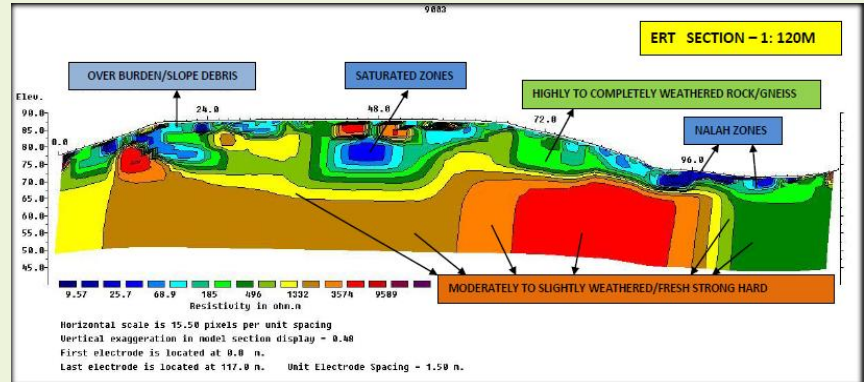 9003
ERT SECTION – 1: 120M
OVER BURDEN/SLOPE DEBRIS
SATURATED ZONES
HIGHLY TO COMPLETELY WEATHERED ROCK/GNEISS
NALAH ZONES
Elev.
90.0
85.0
80.0
75.0
70.0
65.0
60.0
55.0
50.0
45.0
0.0
24.0
48.0
72.0
96.0
MODERATELY TO SLIGHTLY WEATHERED/FRESH STRONG HARD
9.57 25.7 68.9 185 496 1332 3574 9589
Resistivity in ohm.m
Horizontal scale is 15.50 pixels per unit spacing
Vertical exaggeration in model section display = 0.48
First electrode is located at 0.0 m.
Last electrode is located at 117.0 m. Unit Electrode Spacing = 1.50 m.